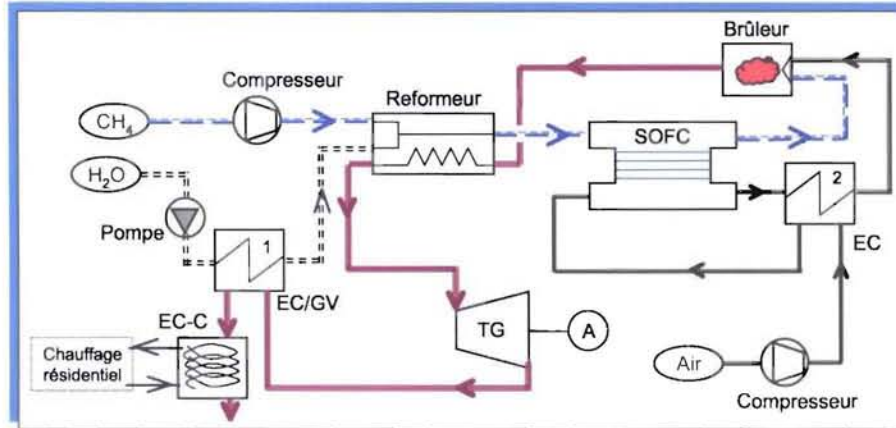 Brûleur
Compresseur
Reformeur
CH4
SOFC
H2O
2
Pompe
1
EC
EC/GV
EC-C
TG
A
Chauffage
résidentiel
Air
Compresseur